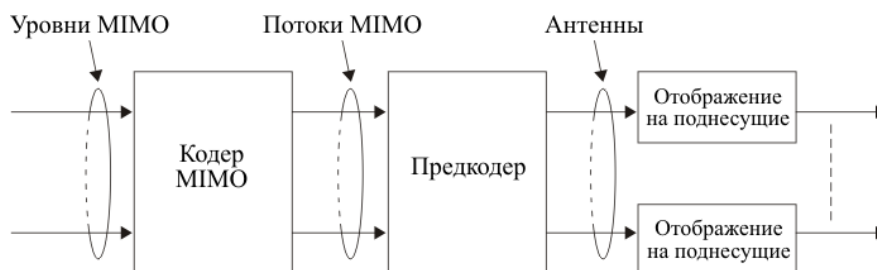 Уровни MIMO
Потоки MIMO
Антенны
Кодер
MIMO
Предкодер
Отображение
на поднесущие
Отображение
на поднесущие